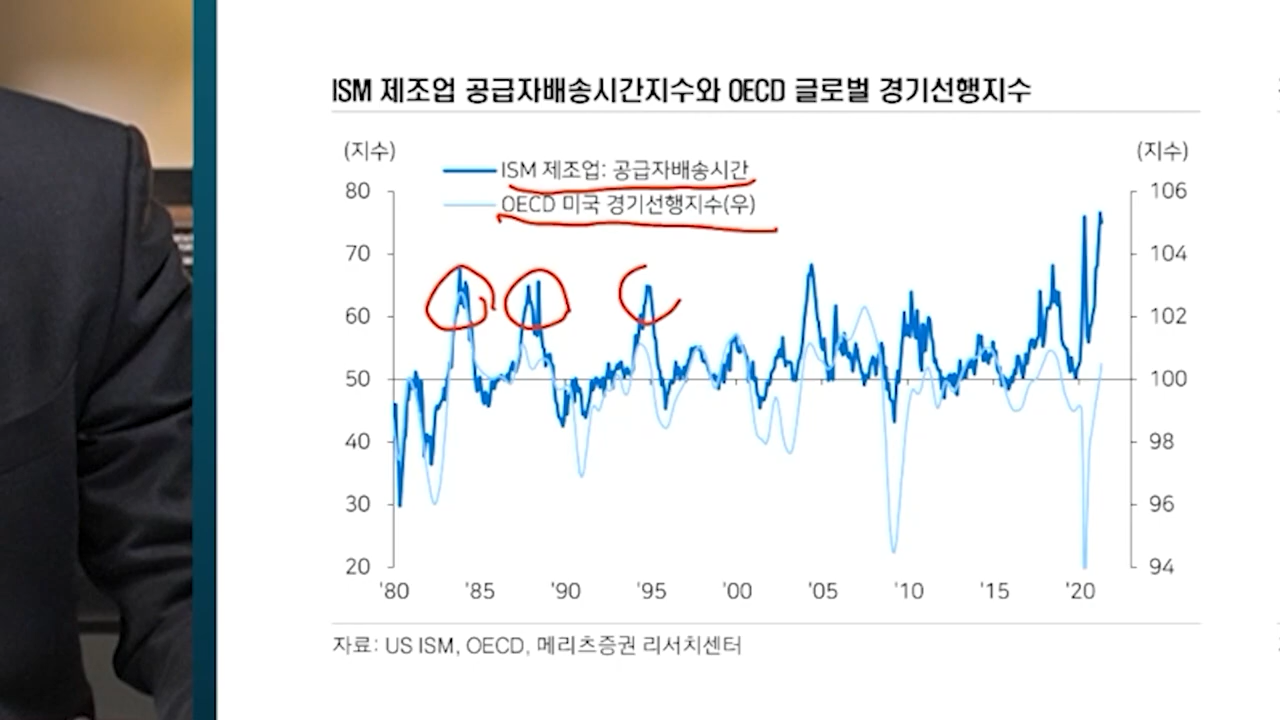 ISM 제조업 공급자배송시간지수와 OECD 글로벌 경기선행지수
(지수) (지수)
ISM 제조업: 공급자배송시간
OECD 미국 경기선행지수(우)
80 106
70 104
60 102
50 100
40 98
30 96
20 94
'80 '85 '90 '95 '00 '05 '10 '15 '20
자료: US ISM, OECD, 메리츠증권 리서치센터